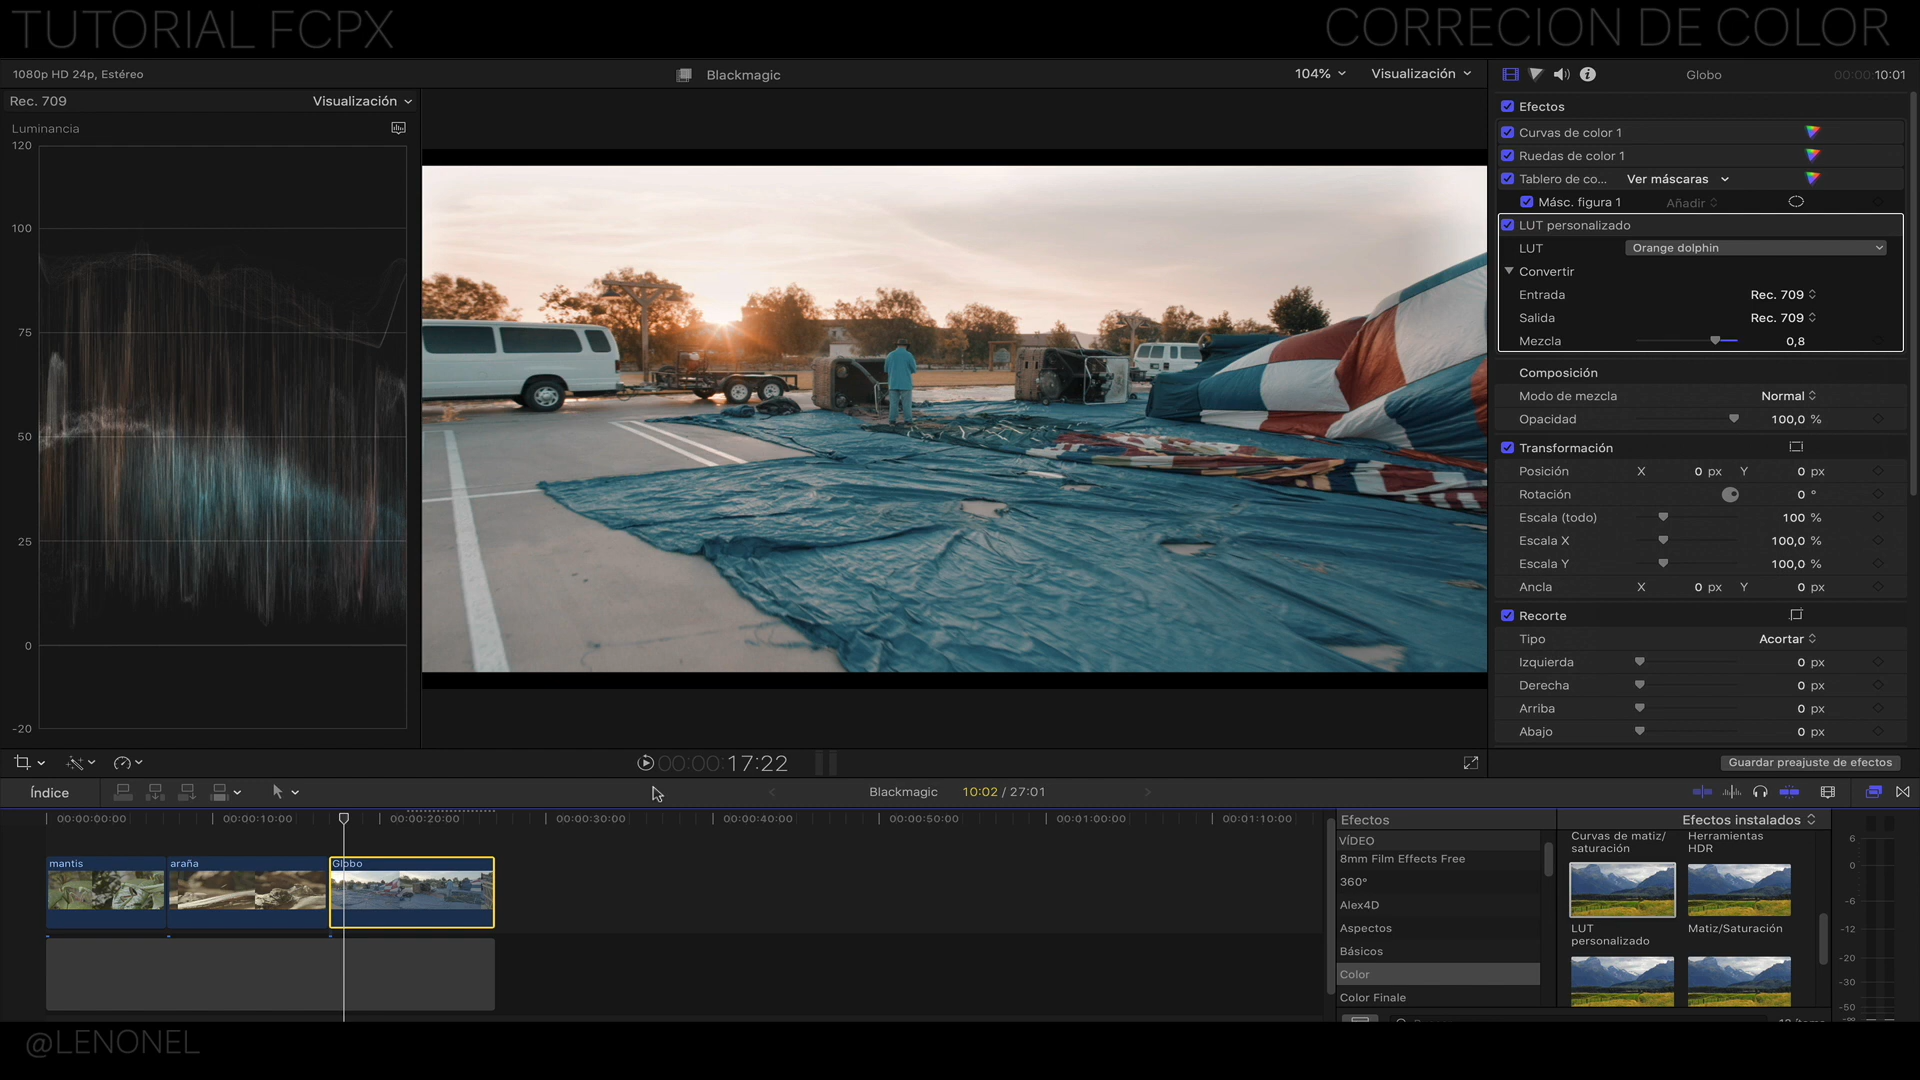 TUTORIAL FCPX
CORRECION DE COLOR
1080p HD 24p, Estéreo
Blackmagic
104%
Visualización
Globo
00:00:10:01
Rec. 709
Visualización
Luminancia
120
100
75
50
25
0
-20
Efectos
Curvas de color 1
Ruedas de color 1
Tablero de co...
Ver máscaras
Másc. figura 1
Añadir
LUT personalizado
LUT
Orange dolphin
Convertir
Entrada
Rec. 709
Salida
Rec. 709
Mezcla
0,8
Composición
Modo de mezcla
Normal
Opacidad
100,0 %
Transformación
Posición X 0 px Y 0 px
Rotación 0 °
Escala (todo) 100 %
Escala X 100,0 %
Escala Y 100,0 %
Ancla X 0 px Y 0 px
Recorte
Tipo Acortar
Izquierda 0 px
Derecha 0 px
Arriba 0 px
Abajo 0 px
00:00:00:17:22
Guardar preajuste de efectos
Índice
Blackmagic
10:02 / 27:01
00:00:00:00
00:00:10:00
00:00:20:00
00:00:30:00
00:00:40:00
00:00:50:00
00:01:00:00
00:01:10:00
mantis
araña
Globo
Efectos
Efectos instalados
VÍDEO
8mm Film Effects Free
360°
Alex4D
Aspectos
Básicos
Color
Color Finale
Curvas de matiz/
saturación
Herramientas
HDR
LUT
personalizado
Matiz/Saturación
6
0
-6
-12
-20
-30
-50
@LENONEL